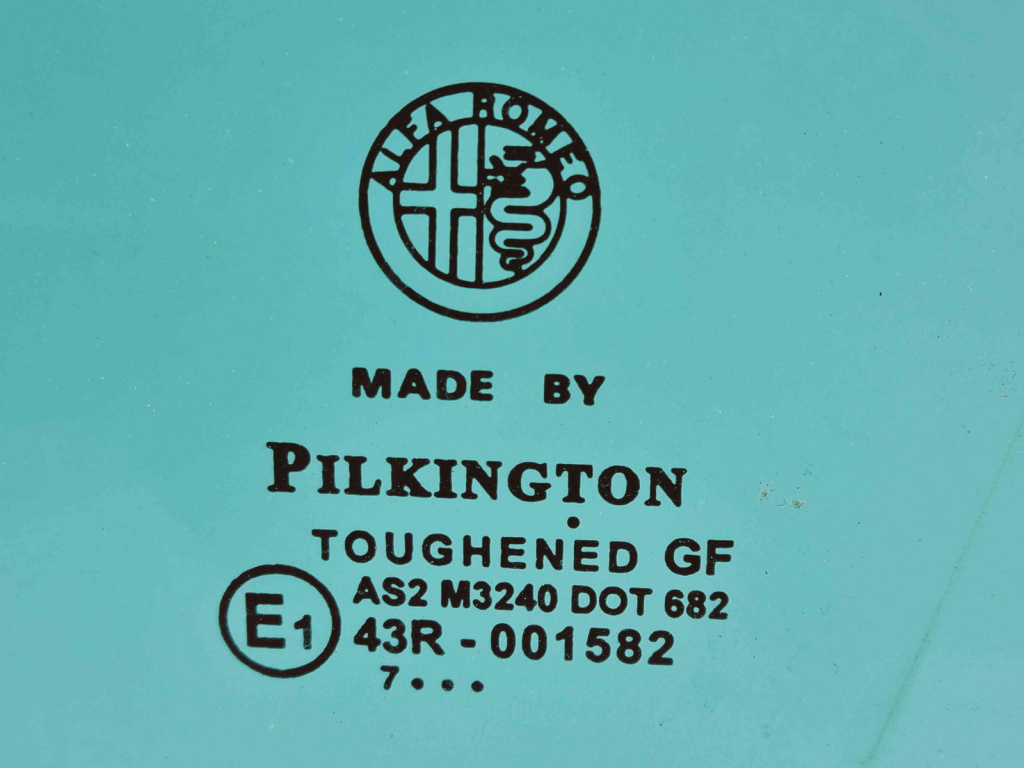 ALFA ROMEO
MADE BY
PILKINGTON
TOUGHENED GF
AS2 M3240 DOT 682
E1 43R - 001582
7...